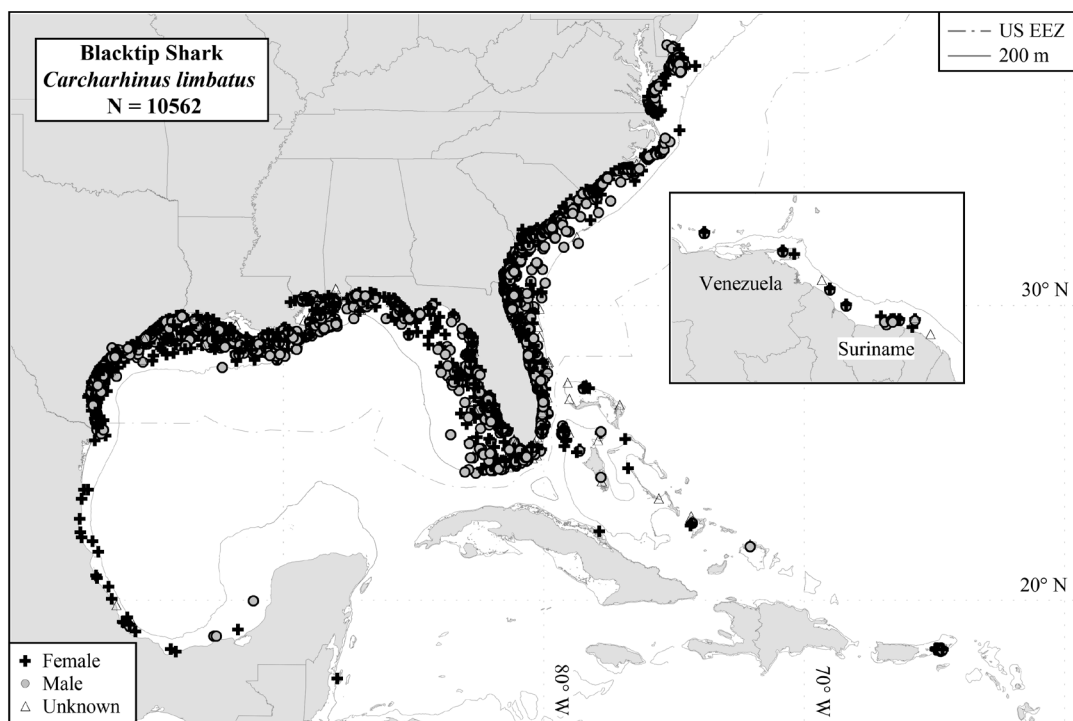 Blacktip Shark
Carcharhinus limbatus
N = 10562
US EEZ
200 m
Venezuela
Suriname
30° N
20° N
80° W
70° W
Female
Male
Unknown